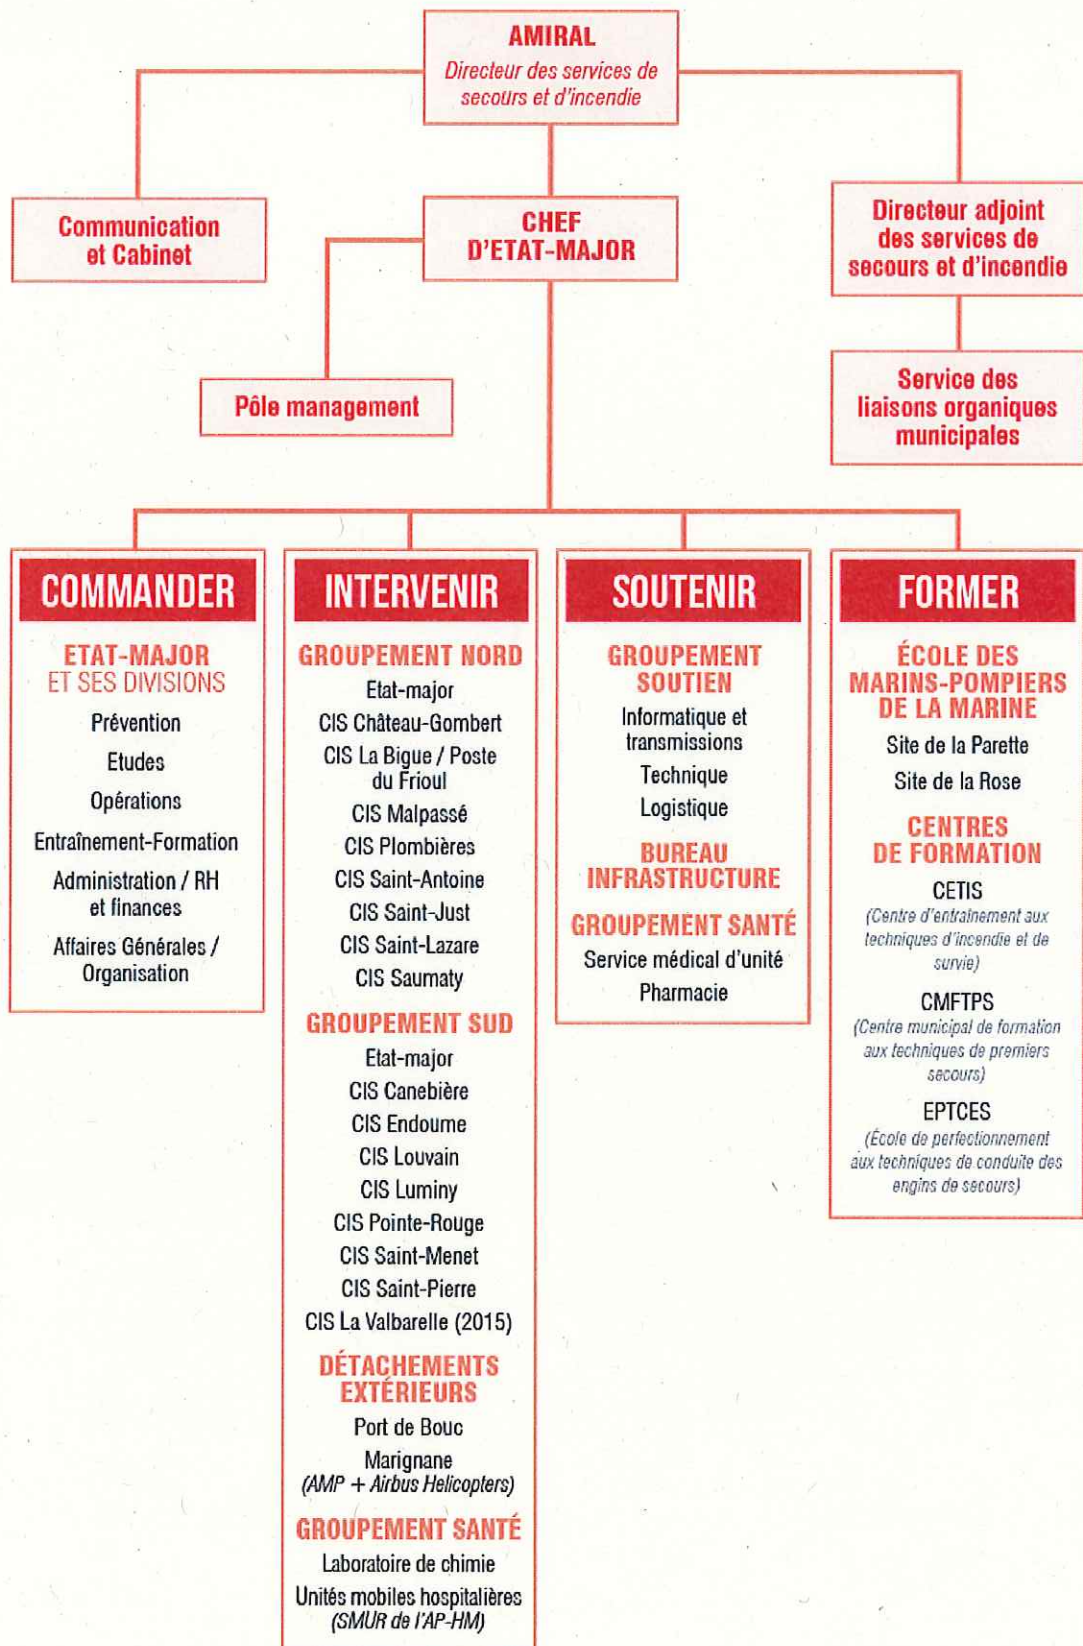 AMIRAL
Directeur des services de
secours et d'incendie
Communication
et Cabinet
CHEF
D'ETAT-MAJOR
Directeur adjoint
des services de
secours et d'incendie
Pôle management
Service des
liaisons organiques
municipales
COMMANDER
ETAT-MAJOR
ET SES DIVISIONS
Prévention
Etudes
Opérations
Entraînement-Formation
Administration / RH
et finances
Affaires Générales /
Organisation
INTERVENIR
GROUPEMENT NORD
Etat-major
CIS Château-Gombert
CIS La Bigue / Poste
du Frioul
CIS Malpassé
CIS Plombières
CIS Saint-Antoine
CIS Saint-Just
CIS Saint-Lazare
CIS Saumaty
GROUPEMENT SUD
Etat-major
CIS Canebière
CIS Endoume
CIS Louvain
CIS Luminy
CIS Pointe-Rouge
CIS Saint-Menet
CIS Saint-Pierre
CIS La Valbarelle (2015)
DÉTACHEMENTS
EXTÉRIEURS
Port de Bouc
Marignane
(AMP + Airbus Helicopters)
GROUPEMENT SANTÉ
Laboratoire de chimie
Unités mobiles hospitalières
(SMUR de l'AP-HM)
SOUTENIR
GROUPEMENT
SOUTIEN
Informatique et
transmissions
Technique
Logistique
BUREAU
INFRASTRUCTURE
GROUPEMENT SANTÉ
Service médical d'unité
Pharmacie
FORMER
ÉCOLE DES
MARINS-POMPIERS
DE LA MARINE
Site de la Parette
Site de la Rose
CENTRES
DE FORMATION
CETIS
(Centre d'entraînement aux
techniques d'incendie et de
survie)
CMFTPS
(Centre municipal de formation
aux techniques de premiers
secours)
EPTCES
(École de perfectionnement
aux techniques de conduite des
engins de secours)